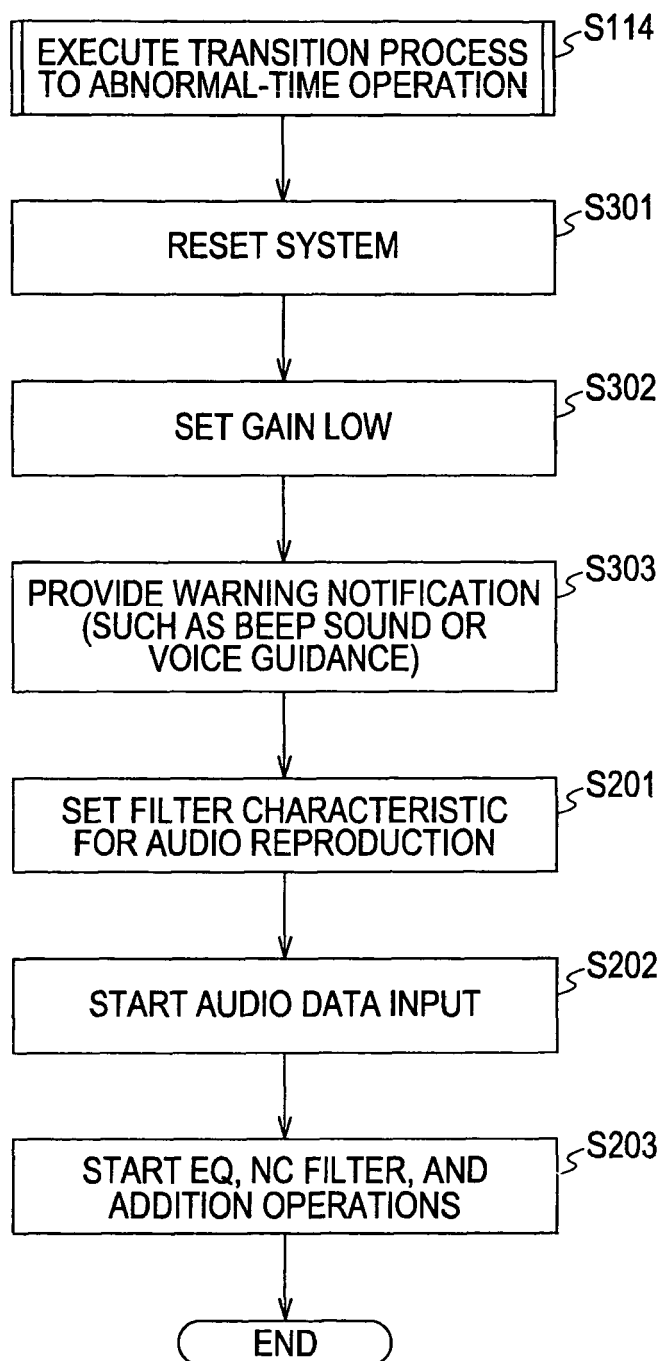 EXECUTE TRANSITION PROCESS
TO ABNORMAL-TIME OPERATION
S114
RESET SYSTEM
S301
SET GAIN LOW
S302
PROVIDE WARNING NOTIFICATION
(SUCH AS BEEP SOUND OR
VOICE GUIDANCE)
S303
SET FILTER CHARACTERISTIC
FOR AUDIO REPRODUCTION
S201
START AUDIO DATA INPUT
S202
START EQ, NC FILTER, AND
ADDITION OPERATIONS
S203
END